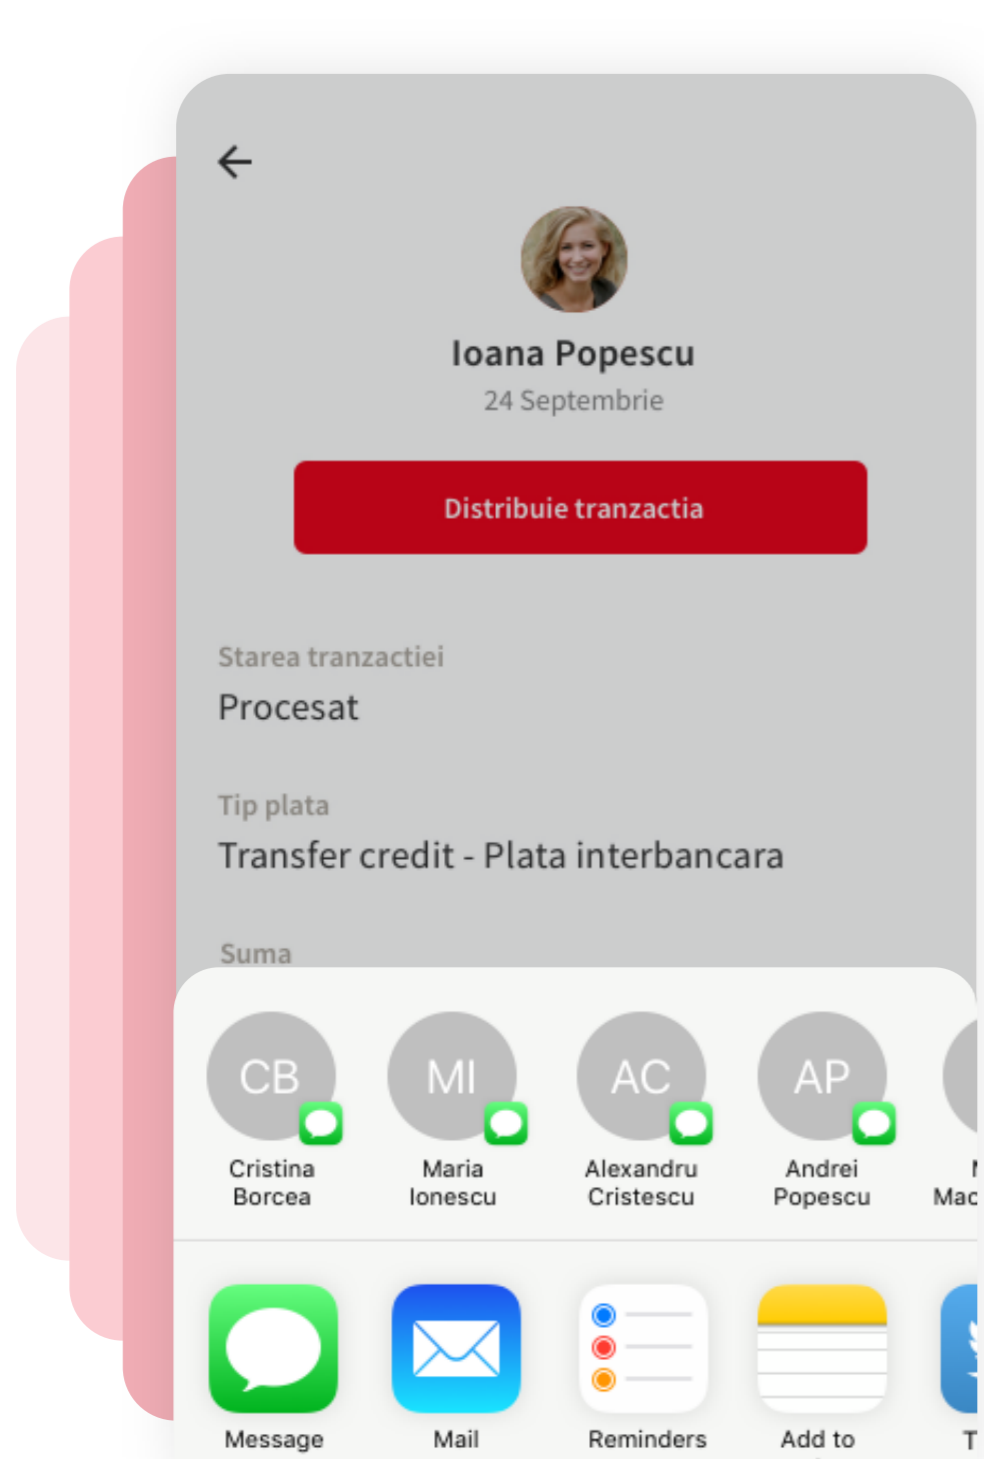 Ioana Popescu
24 Septembrie
Distribuie tranzactia
Starea tranzactiei
Procesat
Tip plata
Transfer credit - Plata interbancara
Suma
CB MI AC AP
Cristina Maria Alexandru Andrei
Borcea Ionescu Cristescu Popescu
Message Mail Reminders Add to